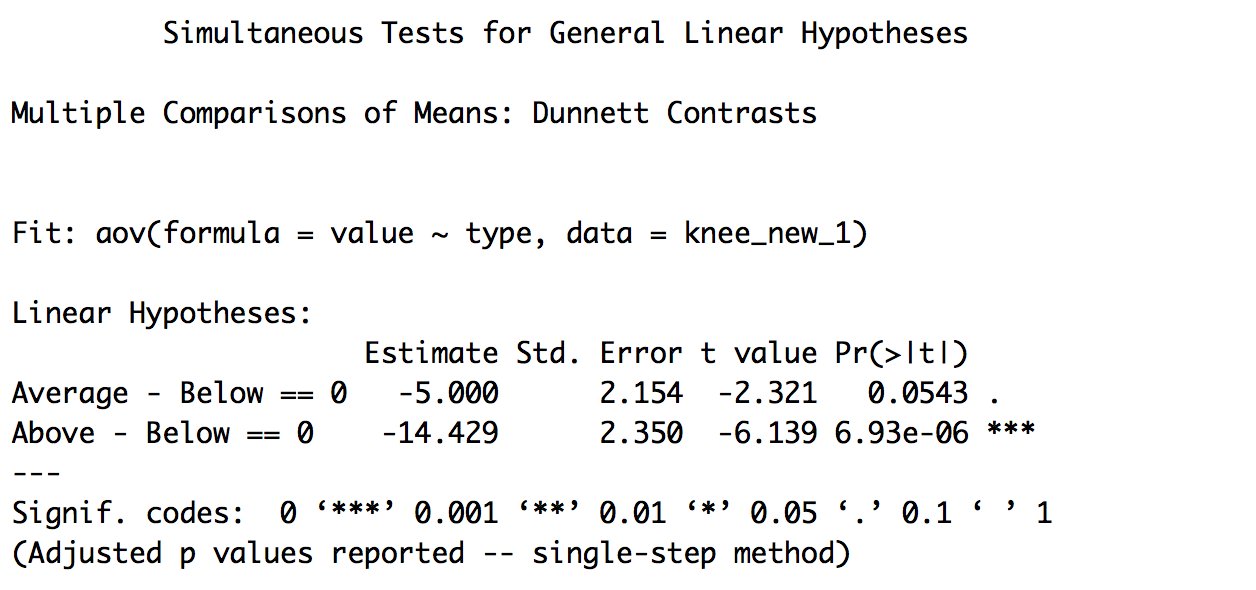 Simultaneous Tests for General Linear Hypotheses
Multiple Comparisons of Means: Dunnett Contrasts
Fit: aov(formula = value ~ type, data = knee_new_1)
Linear Hypotheses:
Estimate Std. Error t value Pr(>|t|)
Average - Below == 0 -5.000 2.154 -2.321 0.0543 .
Above - Below == 0 -14.429 2.350 -6.139 6.93e-06 ***
---
Signif. codes: 0 ‘***’ 0.001 ‘**’ 0.01 ‘*’ 0.05 ‘.’ 0.1 ‘ ’ 1
(Adjusted p values reported -- single-step method)